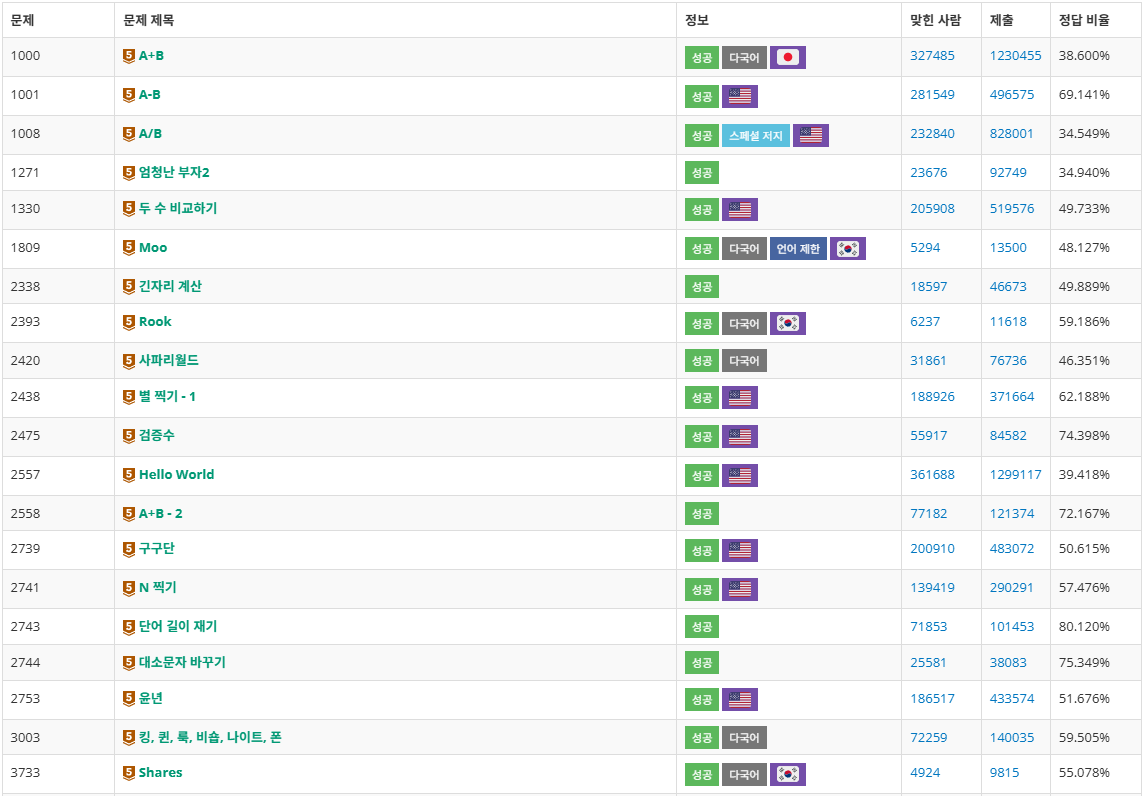 문제 문제 제목 정보 맞힌 사람 제출 정답 비율
1000 5 A+B 성공 다국어 327485 1230455 38.600%
1001 5 A-B 성공 281549 496575 69.141%
1008 5 A/B 성공 스페셜 저지 232840 828001 34.549%
1271 5 엄청난 부자2 성공 23676 92749 34.940%
1330 5 두 수 비교하기 성공 205908 519576 49.733%
1809 5 Moo 성공 다국어 언어 제한 5294 13500 48.127%
2338 5 긴자리 계산 성공 18597 46673 49.889%
2393 5 Rook 성공 다국어 6237 11618 59.186%
2420 5 사파리월드 성공 다국어 31861 76736 46.351%
2438 5 별 찍기 - 1 성공 188926 371664 62.188%
2475 5 검증수 성공 55917 84582 74.398%
2557 5 Hello World 성공 361688 1299117 39.418%
2558 5 A+B - 2 성공 77182 121374 72.167%
2739 5 구구단 성공 200910 483072 50.615%
2741 5 N 찍기 성공 139419 290291 57.476%
2743 5 단어 길이 재기 성공 71853 101453 80.120%
2744 5 대소문자 바꾸기 성공 25581 38083 75.349%
2753 5 윤년 성공 186517 433574 51.676%
3003 5 킹, 퀸, 룩, 비숍, 나이트, 폰 성공 다국어 72259 140035 59.505%
3733 5 Shares 성공 다국어 4924 9815 55.078%